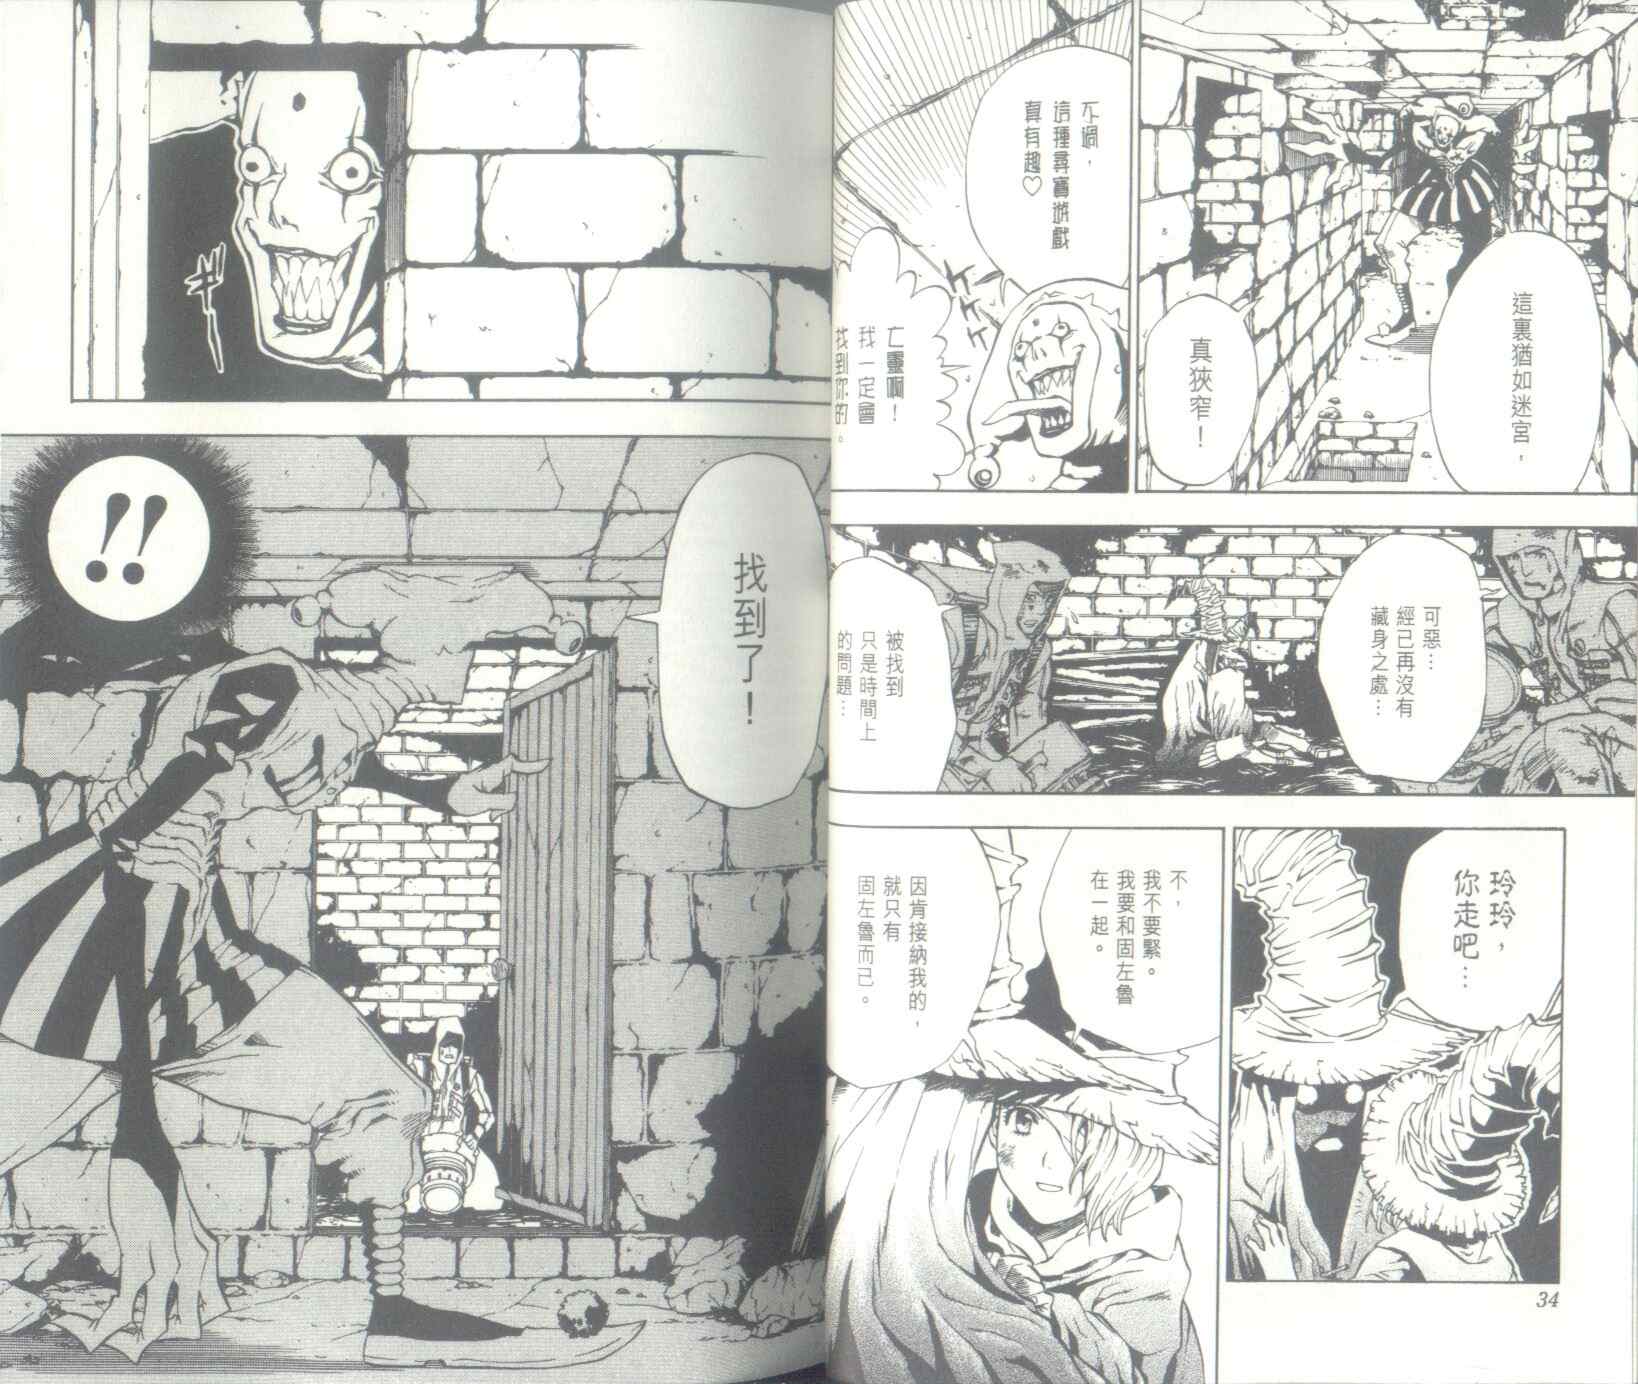 這裏猶如迷宮，
真狹窄！
不過，
這種尋寶遊戲
真有趣♡
ケケケ
亡靈啊！
我一定會
找到你的。
可惡…
經已再沒有
藏身之處…
被找到
只是時間上
的問題…
玲玲，
你走吧…
不，
我不要緊。
我要和固左魯
在一起。
因肯接納我的，
就只有
固左魯而已。
34
ギ
!!
找到了！